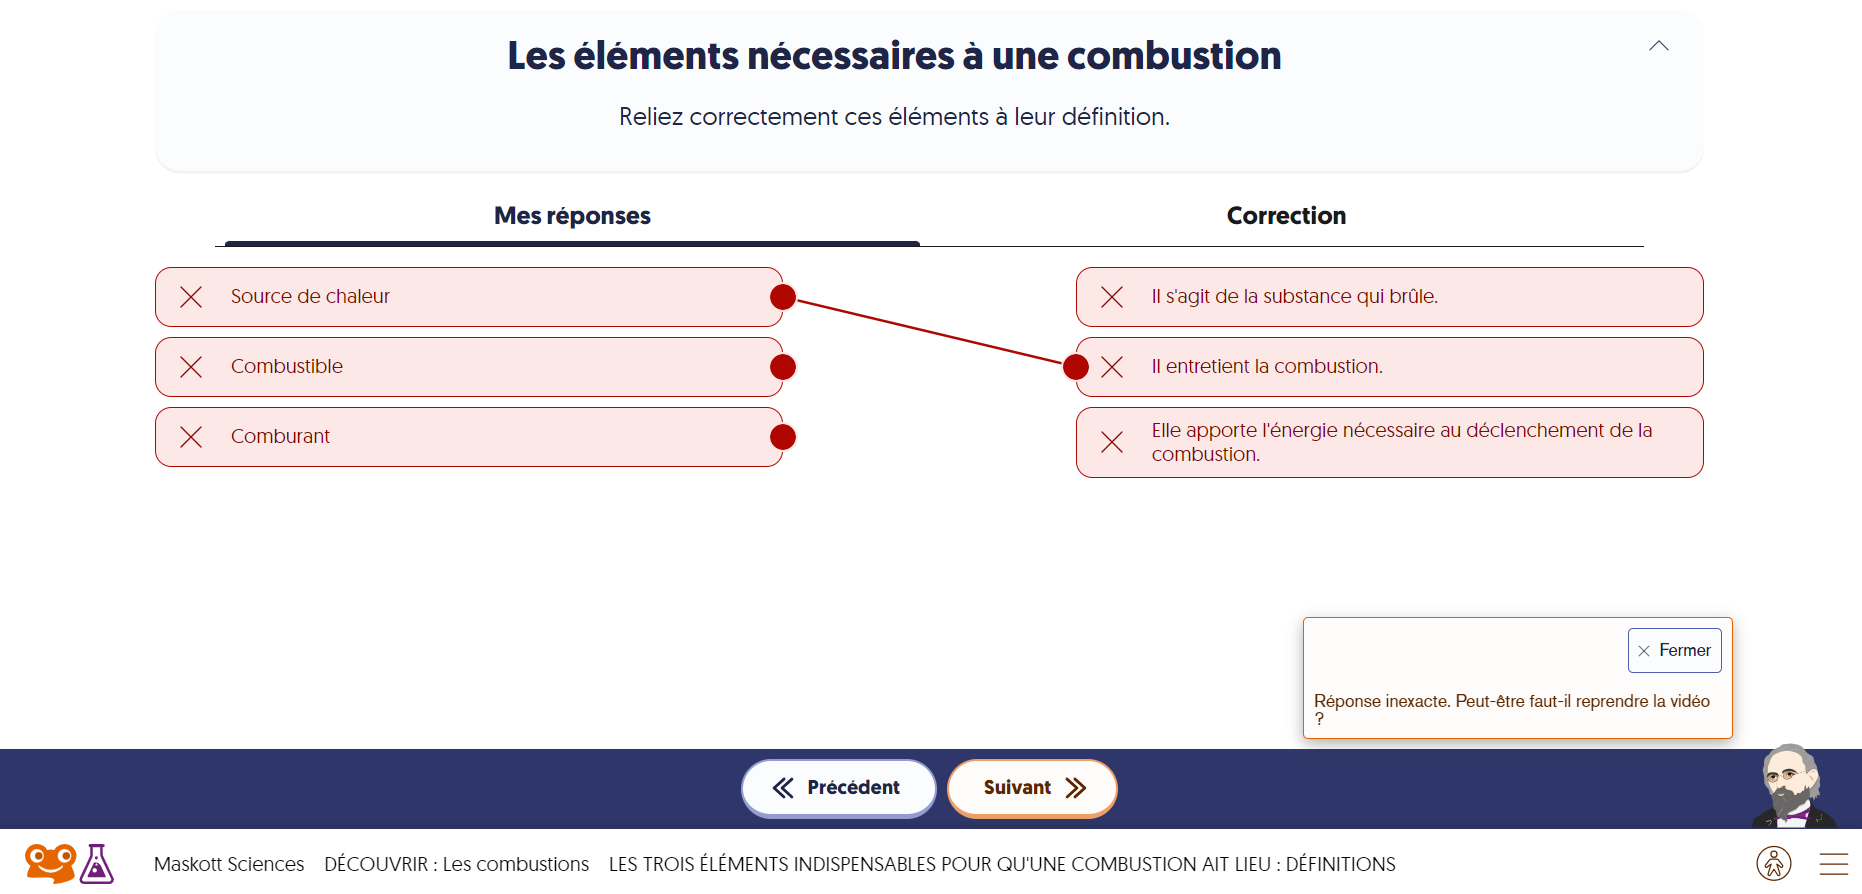 Les éléments nécessaires à une combustion
Reliez correctement ces éléments à leur définition.
Mes réponses
Correction
Source de chaleur
Il s'agit de la substance qui brûle.
Combustible
Il entretient la combustion.
Comburant
Elle apporte l'énergie nécessaire au déclenchement de la
combustion.
Fermer
Réponse inexacte. Peut-être faut-il reprendre la vidéo
?
Précédent
Suivant
Maskott Sciences DÉCOUVRIR : Les combustions LES TROIS ÉLÉMENTS INDISPENSABLES POUR QU'UNE COMBUSTION AIT LIEU : DÉFINITIONS